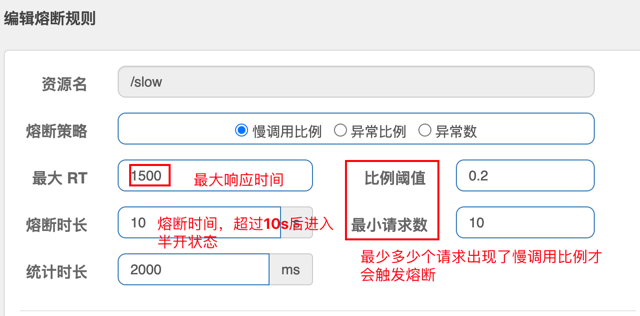 编辑熔断规则
资源名 /slow
熔断策略 慢调用比例 异常比例 异常数
最大 RT 1500 最大响应时间 比例阈值 0.2
熔断时长 10 熔断时间，超过10s后进入 最小请求数 10
半开状态
最少多少个请求出现了慢调用比例才
会触发熔断
统计时长 2000 ms